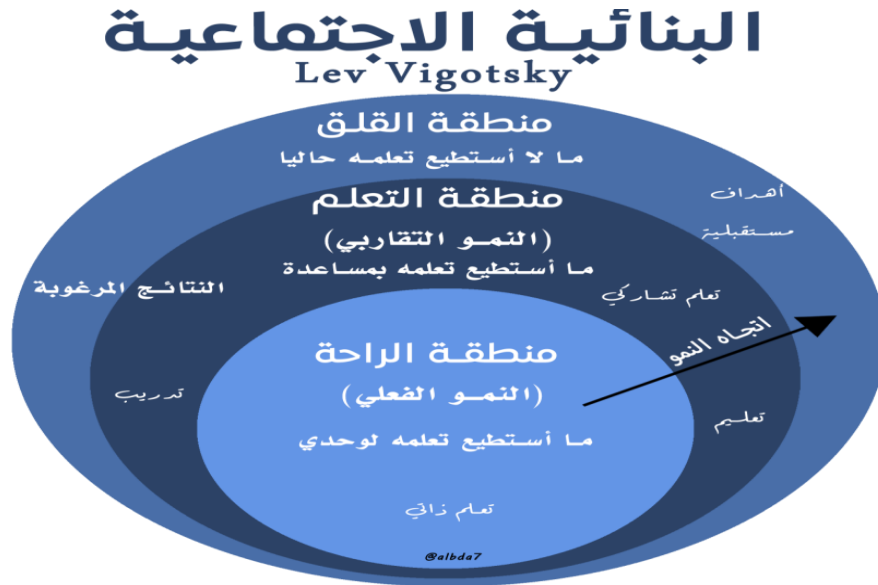 البنائية الاجتماعية
Lev Vigotsky
منطقة القلق
ما لا أستطيع تعلمه حاليا
أهداف
مستقبلية
منطقة التعلم
(النمو التقاربي)
ما أستطيع تعلمه بمساعدة
النتائج المرغوبة
تعلم تشاركي
اتجاه النمو
منطقة الراحة
(النمو الفعلي)
تدريب
تعليم
ما أستطيع تعلمه لوحدي
تعلم ذاتي
@albda7